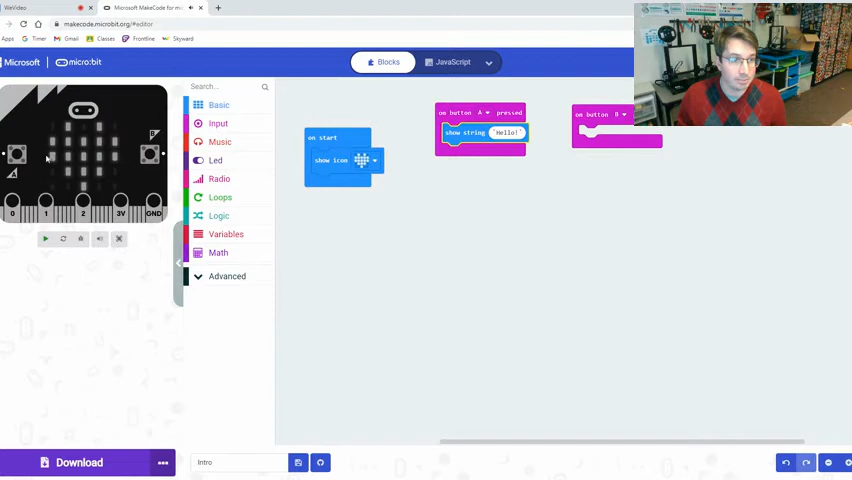 WeVideo
Microsoft MakeCode for mi
makecode.microbit.org/#editor
Apps Timer Gmail Classes Frontline Skyward
Microsoft micro:bit
Blocks JavaScript
Search...
Basic
Input
Music
Led
Radio
Loops
Logic
Variables
Math
Advanced
A B
0 1 2 3V GND
on start
show icon
on button A pressed
show string "Hello!"
on button B
Download
Intro